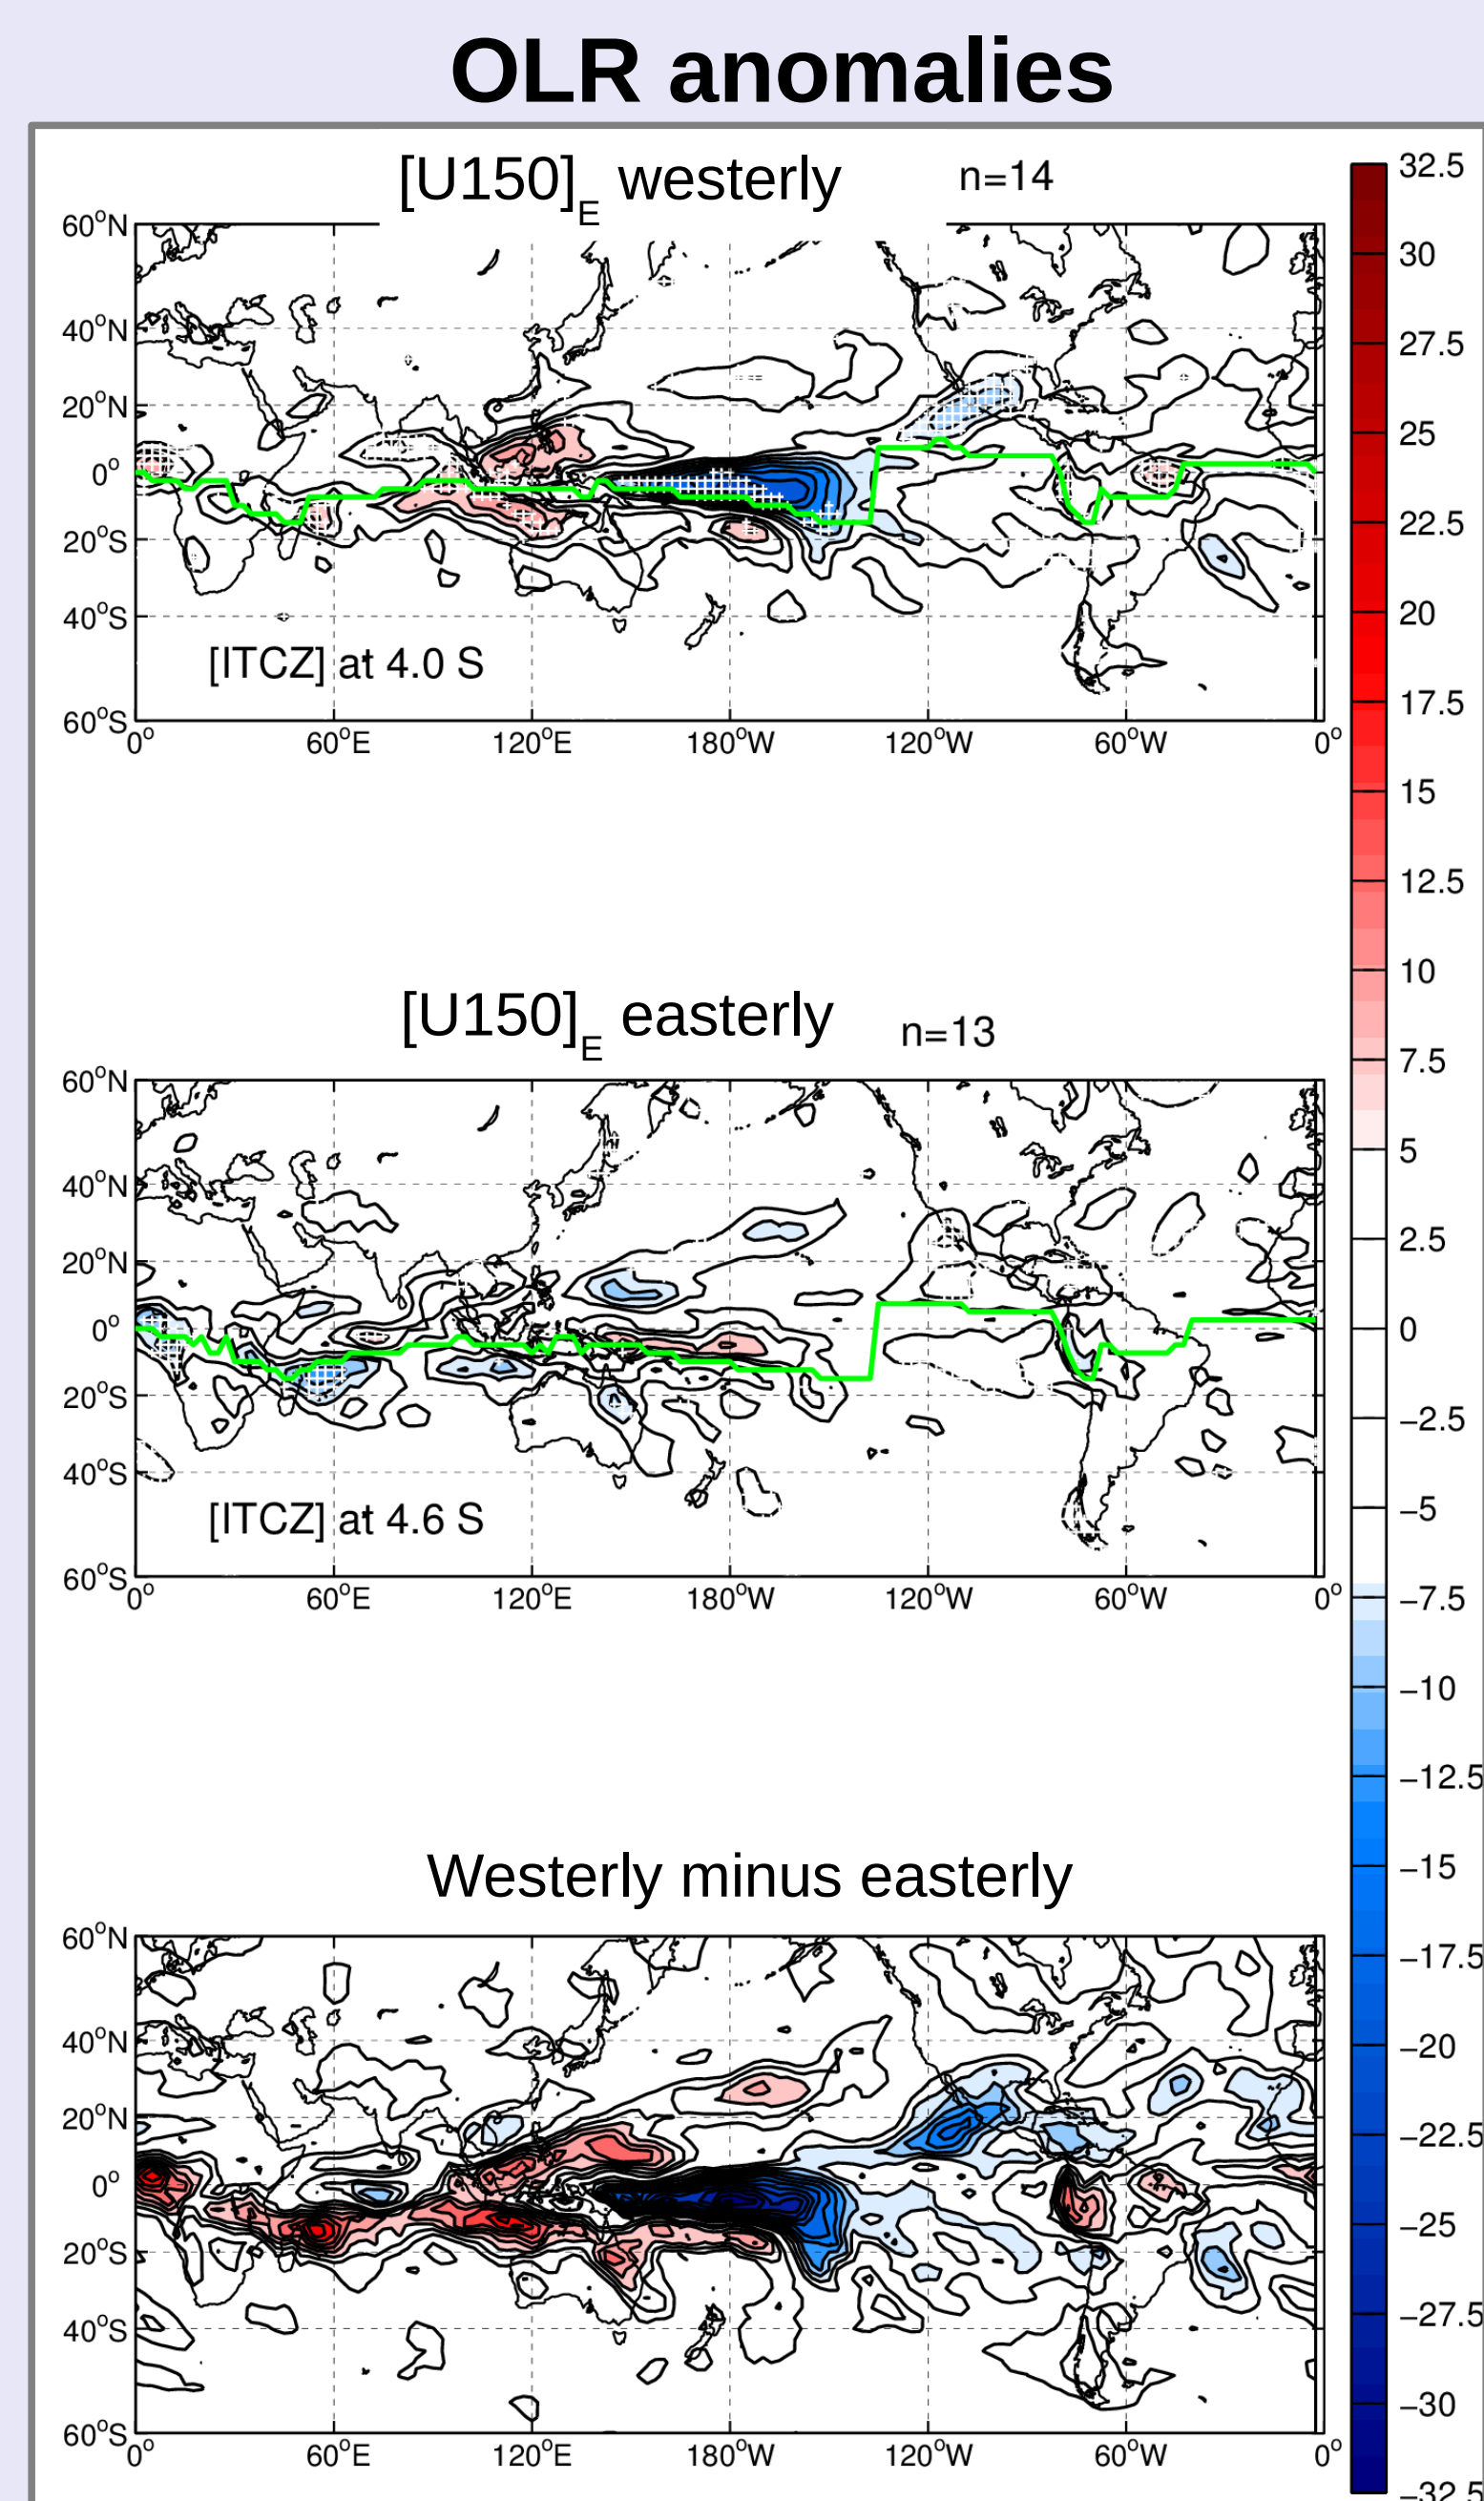 OLR anomalies
[U150]E westerly n=14
60°N
40°N
20°N
0°
20°S
40°S
60°S
[ITCZ] at 4.0 S
0° 60°E 120°E 180°W 120°W 60°W 0°
[U150]E easterly n=13
60°N
40°N
20°N
0°
20°S
40°S
60°S
[ITCZ] at 4.6 S
0° 60°E 120°E 180°W 120°W 60°W 0°
Westerly minus easterly
60°N
40°N
20°N
0°
20°S
40°S
60°S
0° 60°E 120°E 180°W 120°W 60°W 0°
32.5
30
27.5
25
22.5
20
17.5
15
12.5
10
7.5
5
2.5
0
−2.5
−5
−7.5
−10
−12.5
−15
−17.5
−20
−22.5
−25
−27.5
−30
−32.5